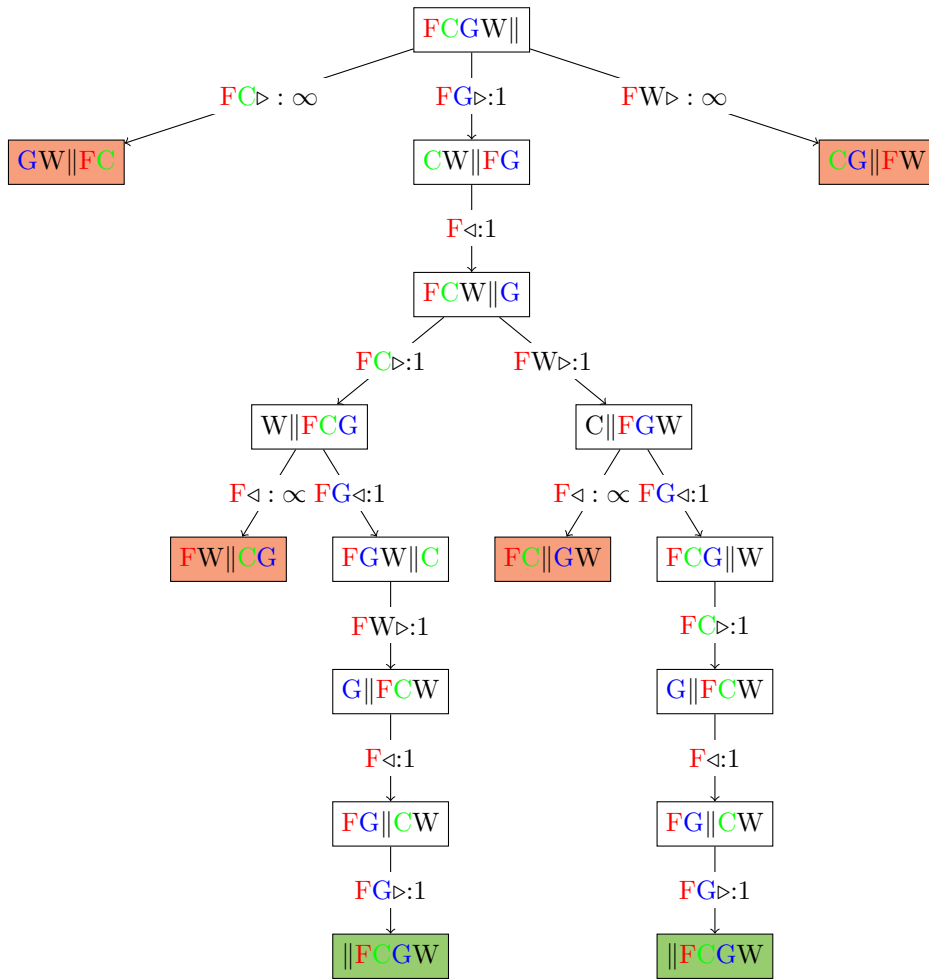 FCGW∥
FC▷ : ∞ FG▷:1 FW▷ : ∞
GW∥FC CW∥FG CG∥FW
F◁:1
FCW∥G
FC▷:1 FW▷:1
W∥FCG C∥FGW
F◁ : ∞ FG◁:1 F◁ : ∞ FG◁:1
FW∥CG FGW∥C FC∥GW FCG∥W
FW▷:1 FC▷:1
G∥FCW G∥FCW
F◁:1 F◁:1
FG∥CW FG∥CW
FG▷:1 FG▷:1
∥FCGW ∥FCGW